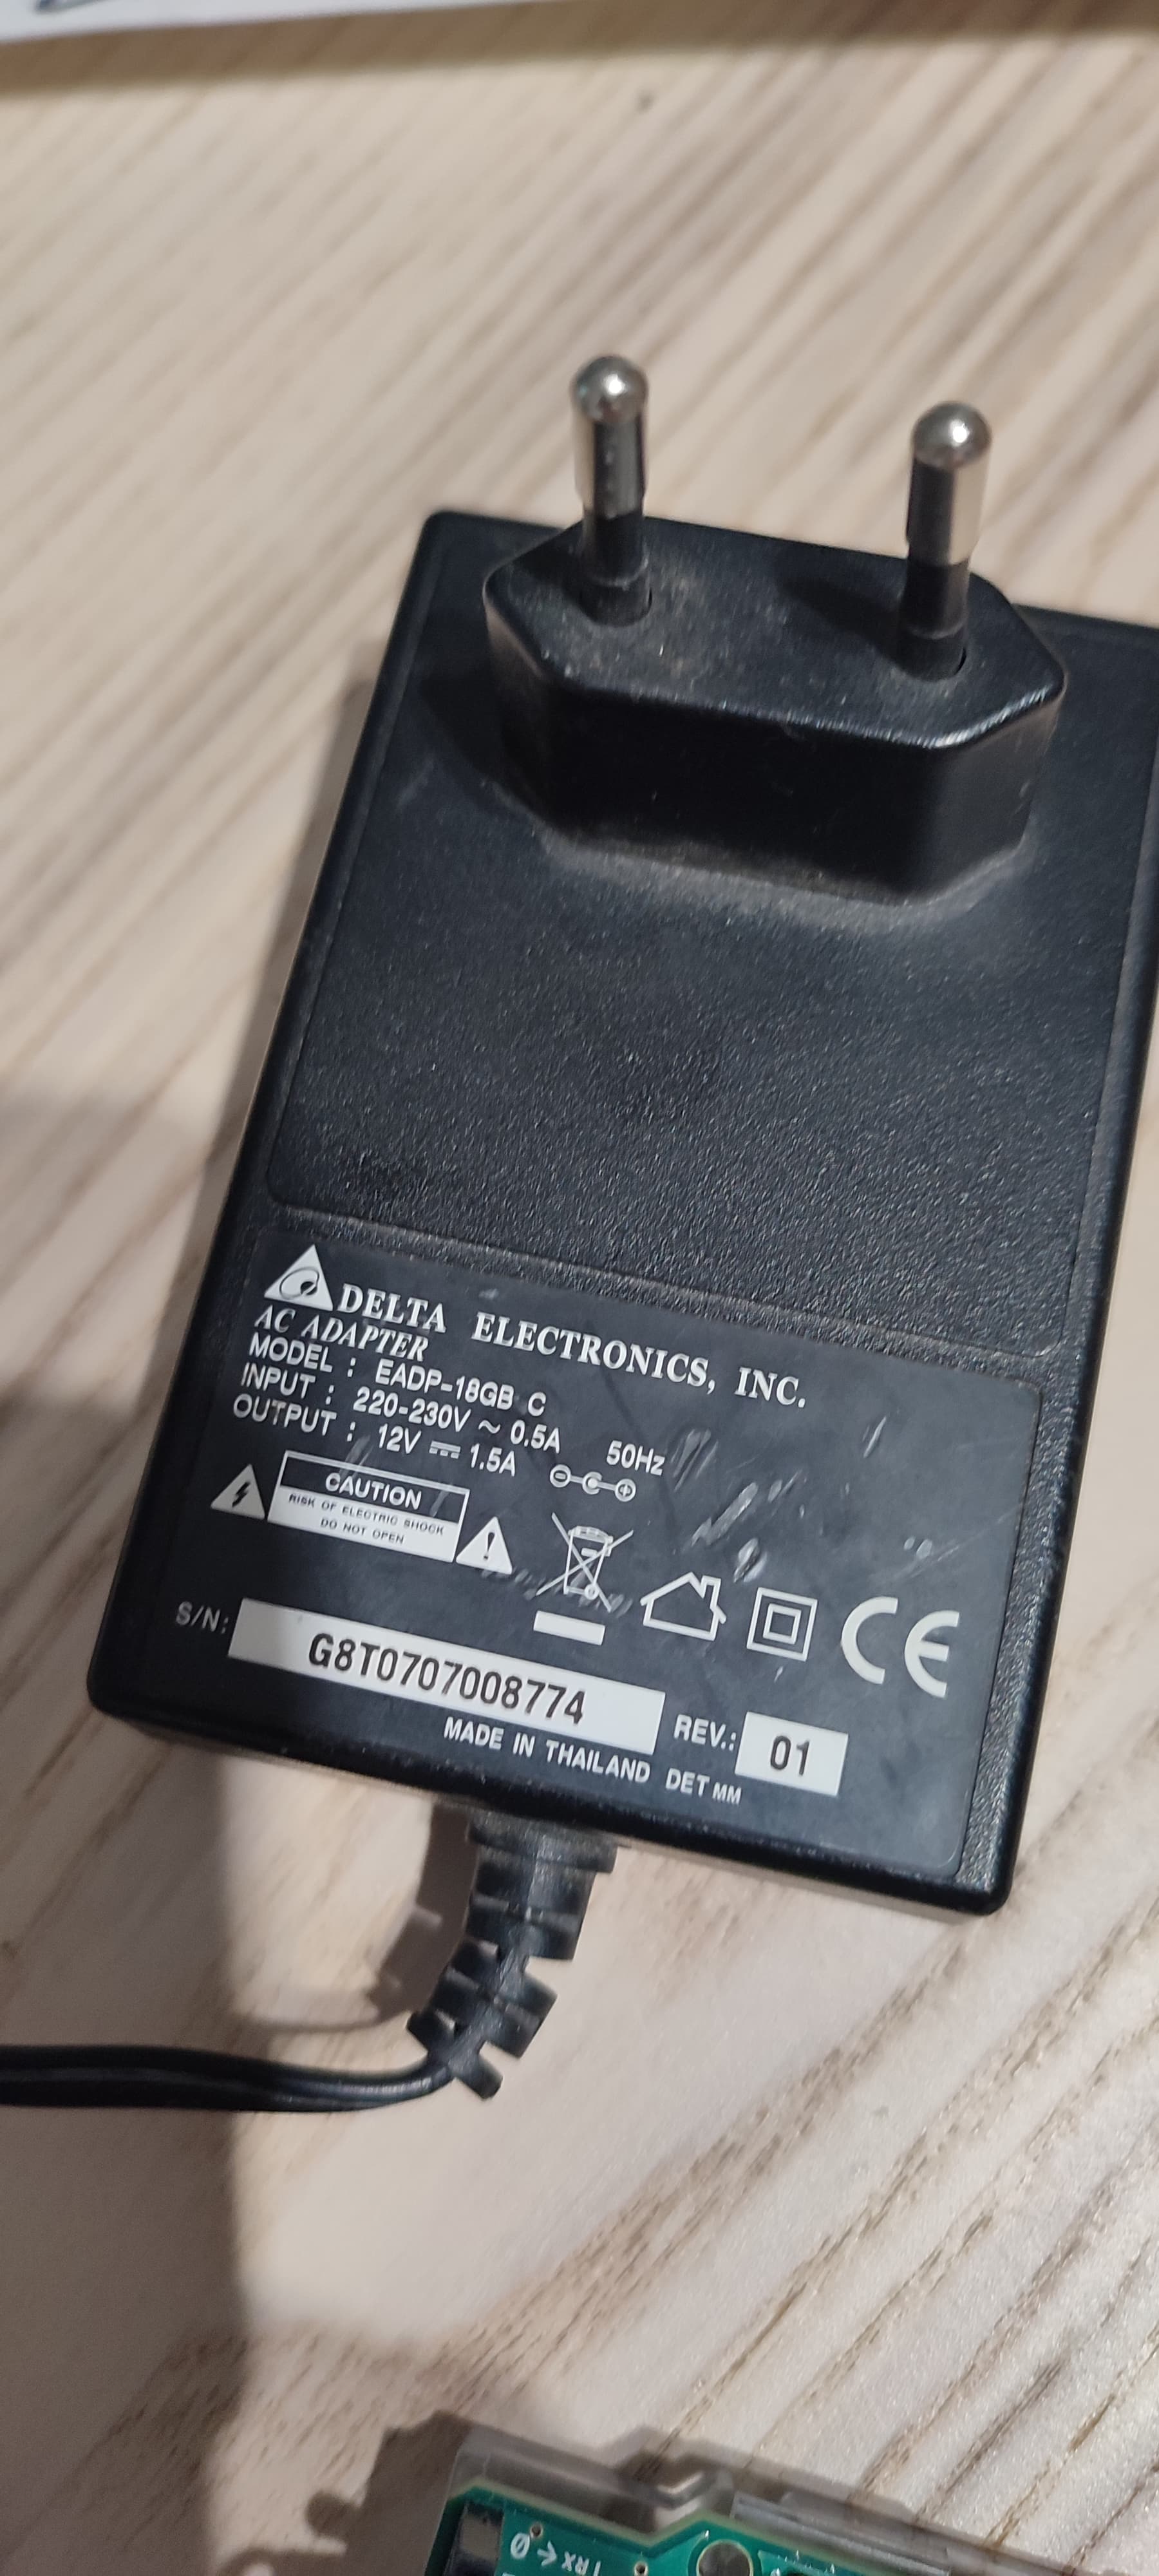 DELTA ELECTRONICS, INC.
AC ADAPTER
MODEL : EADP-18GB C
INPUT : 220-230V ~ 0.5A 50Hz
OUTPUT : 12V ⎓ 1.5A
CAUTION
RISK OF ELECTRIC SHOCK
DO NOT OPEN
CE
S/N: G8T0707008774 REV.: 01
MADE IN THAILAND DET MM